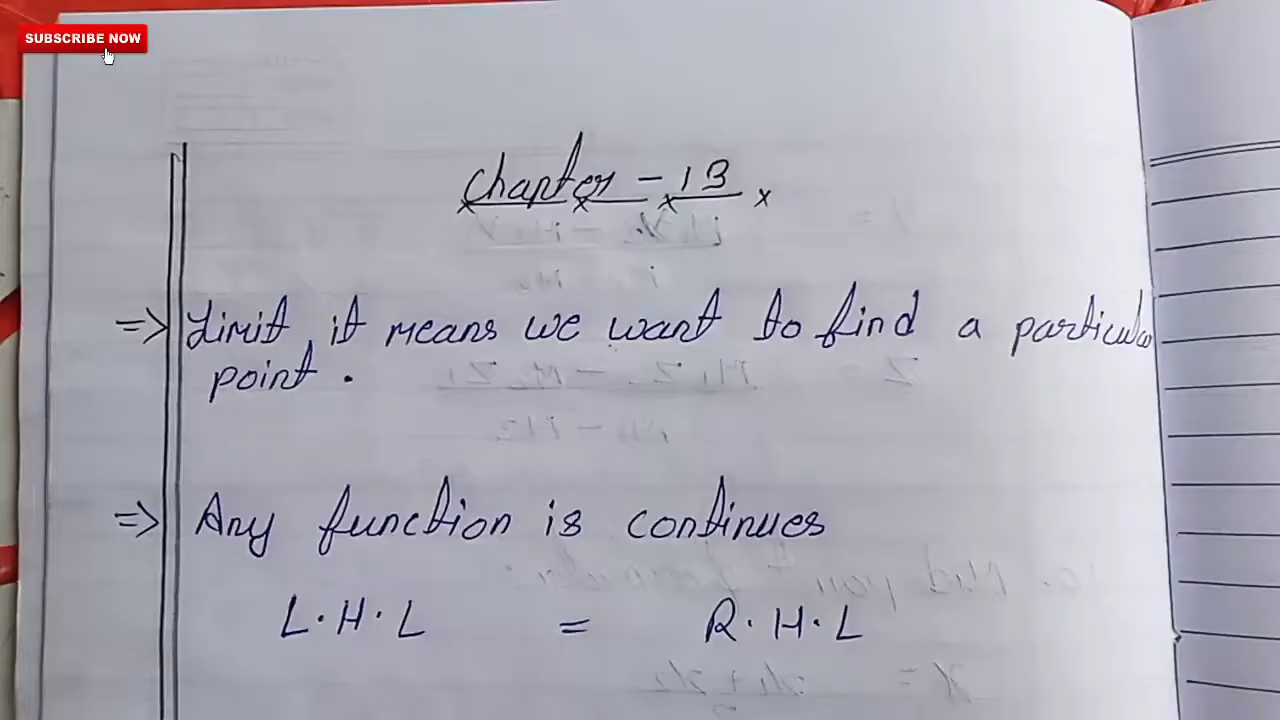 SUBSCRIBE NOW
Chapter - 13
=> Limit, it means we want to find a particular
point.
=> Any function is continues
L.H.L = R.H.L